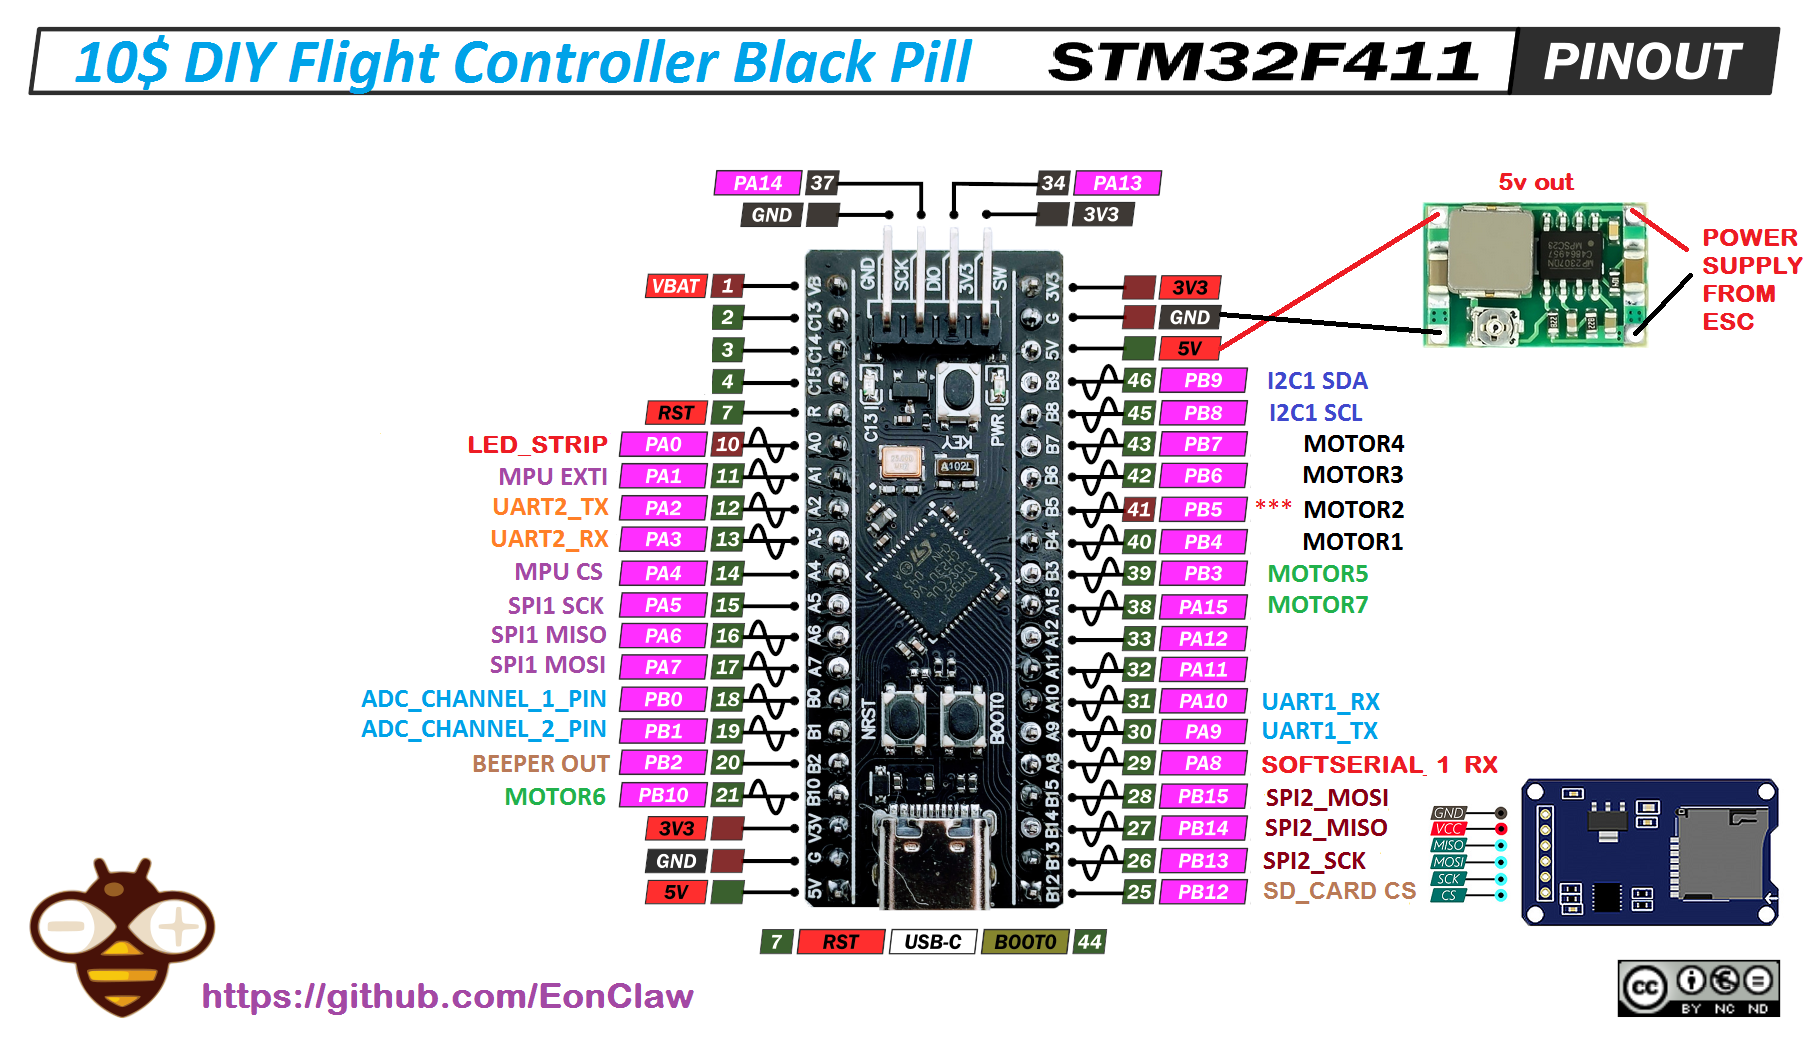 10$ DIY Flight Controller Black Pill STM32F411 PINOUT
PA14 37
34 PA13
GND
3V3
5v out
POWER
SUPPLY
FROM
ESC
VBAT 1
2
3
4
RST 7
LED_STRIP PA0 10
MPU EXTI PA1 11
UART2_TX PA2 12
UART2_RX PA3 13
MPU CS PA4 14
SPI1 SCK PA5 15
SPI1 MISO PA6 16
SPI1 MOSI PA7 17
ADC_CHANNEL_1_PIN PB0 18
ADC_CHANNEL_2_PIN PB1 19
BEEPER OUT PB2 20
MOTOR6 PB10 21
3V3
GND
5V
GND SCK DIO 3V3 SW
VB
C13
C14
C15
R
A0
A1
A2
A3
A4
A5
A6
A7
B0
B1
B2
B10
V3V
G
5V
C13
KEY
PWR
A102L
NRST
BOOT0
3V3
G
5V
B9
B8
B7
B6
B5
B4
B3
A15
A12
A11
A10
A9
A8
B15
B14
B13
B12
3V3
GND
5V
46 PB9 I2C1 SDA
45 PB8 I2C1 SCL
43 PB7 MOTOR4
42 PB6 MOTOR3
41 PB5 *** MOTOR2
40 PB4 MOTOR1
39 PB3 MOTOR5
38 PA15 MOTOR7
33 PA12
32 PA11
31 PA10 UART1_RX
30 PA9 UART1_TX
29 PA8 SOFTSERIAL_1 RX
28 PB15 SPI2_MOSI
27 PB14 SPI2_MISO
26 PB13 SPI2_SCK
25 PB12 SD_CARD CS
GND
VCC
MISO
MOSI
SCK
CS
7 RST USB-C BOOT0 44
https://github.com/EonClaw
cc
BY NC ND